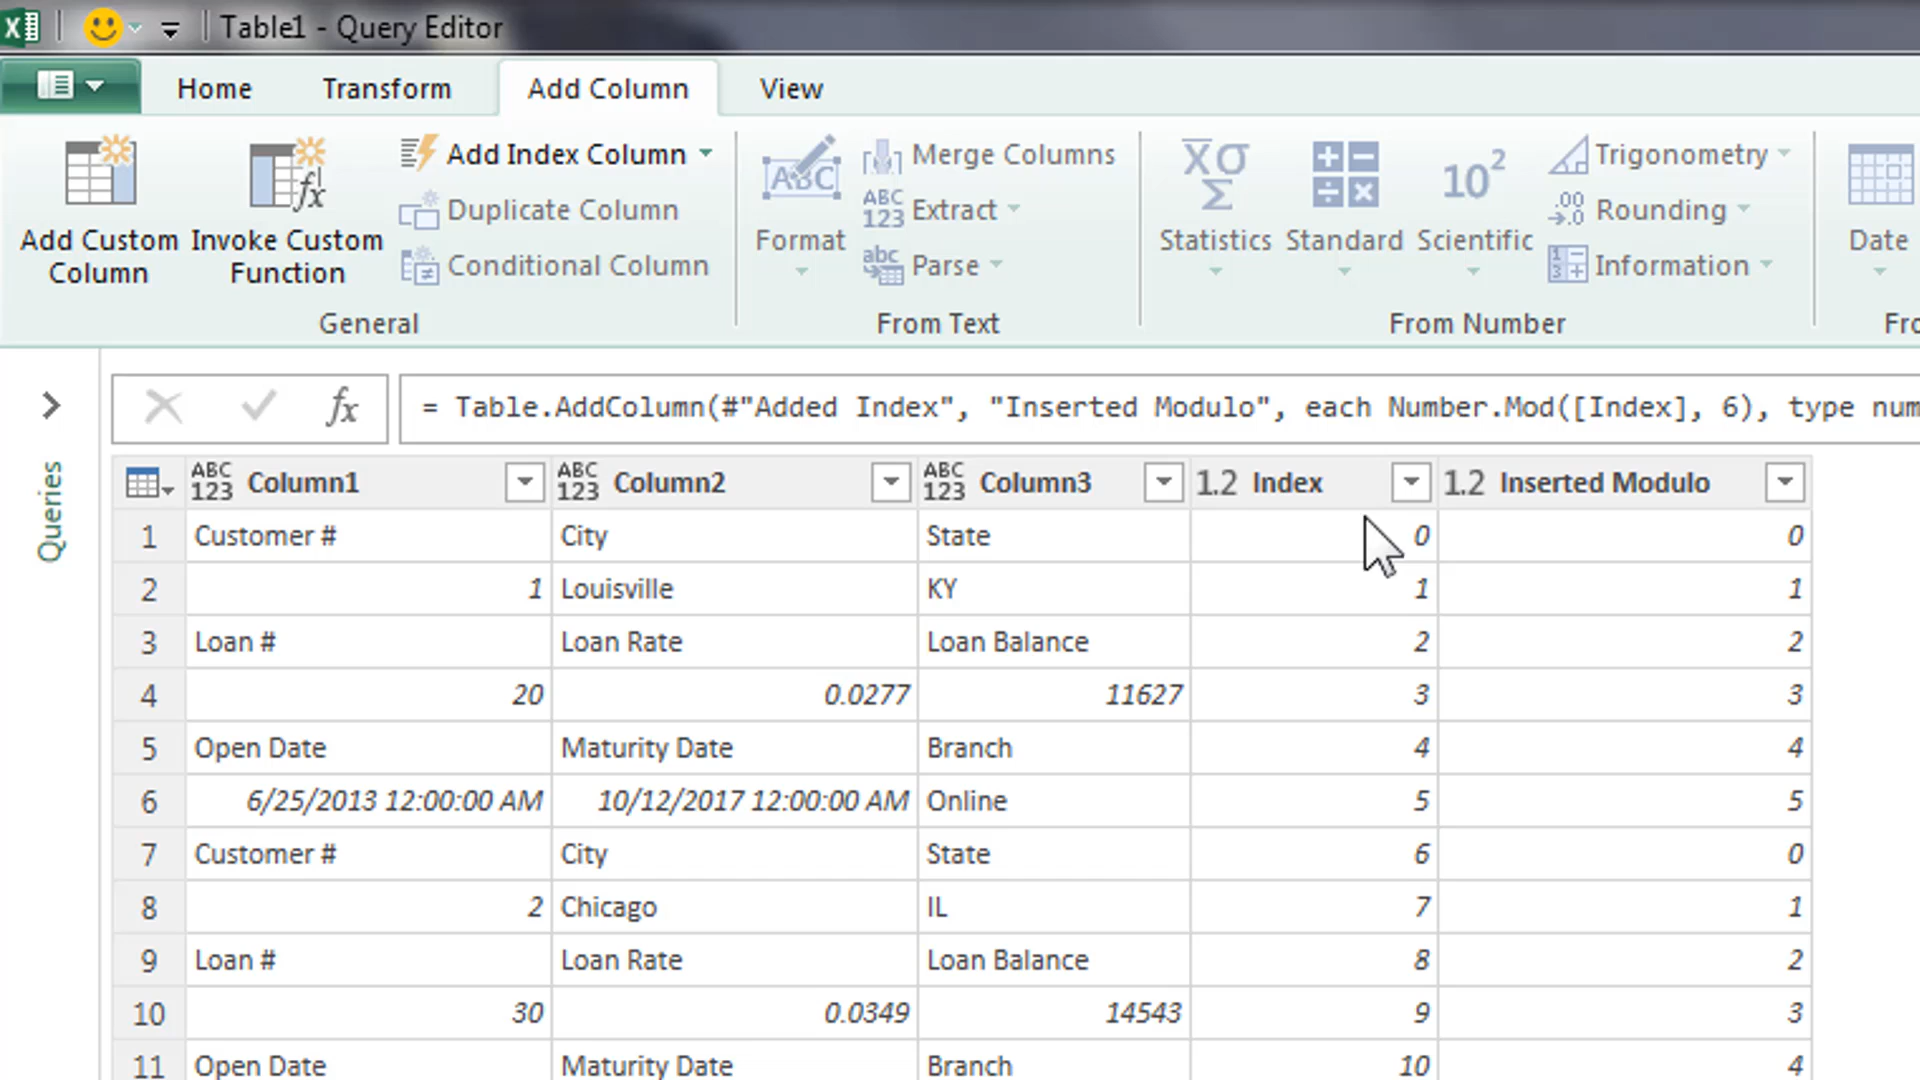 Table1 - Query Editor
Home Transform Add Column View
Add Custom Column
Invoke Custom Function
Add Index Column
Duplicate Column
Conditional Column
General
Format
Merge Columns
Extract
Parse
From Text
Statistics
Standard
Scientific
Trigonometry
Rounding
Information
From Number
Date
Queries
= Table.AddColumn(#"Added Index", "Inserted Modulo", each Number.Mod([Index], 6), type num
ABC 123 Column1 ABC 123 Column2 ABC 123 Column3 1.2 Index 1.2 Inserted Modulo
1 Customer # City State 0 0
2 1 Louisville KY 1 1
3 Loan # Loan Rate Loan Balance 2 2
4 20 0.0277 11627 3 3
5 Open Date Maturity Date Branch 4 4
6 6/25/2013 12:00:00 AM 10/12/2017 12:00:00 AM Online 5 5
7 Customer # City State 6 0
8 2 Chicago IL 7 1
9 Loan # Loan Rate Loan Balance 8 2
10 30 0.0349 14543 9 3
11 Open Date Maturity Date Branch 10 4